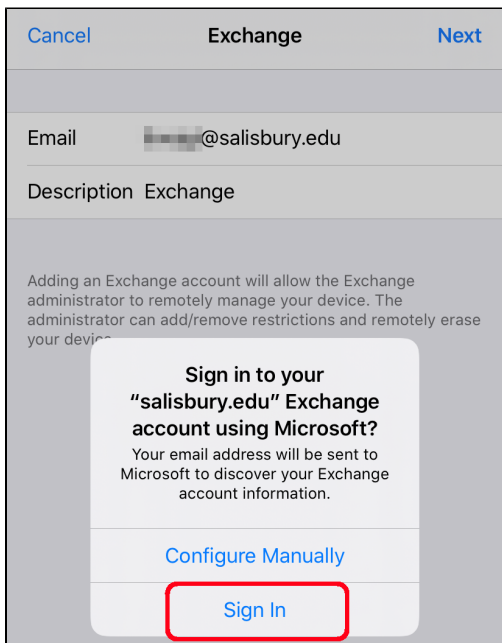 Cancel Exchange Next
Email @salisbury.edu
Description Exchange
Adding an Exchange account will allow the Exchange
administrator to remotely manage your device. The
administrator can add/remove restrictions and remotely erase
your device.
Sign in to your
“salisbury.edu” Exchange
account using Microsoft?
Your email address will be sent to
Microsoft to discover your Exchange
account information.
Configure Manually
Sign In